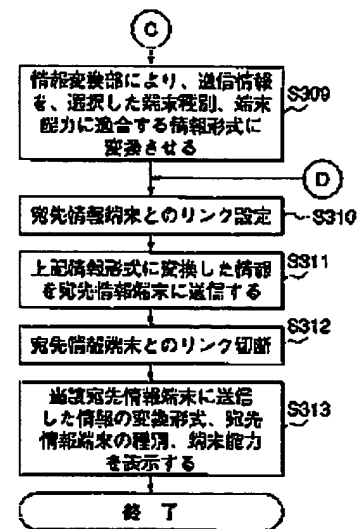 C
情報変換部により、送信情報
を、選択した端末種別、端末
能力に適合する情報形式に
変換させる
S309
D
宛先情報端末とのリンク設定
S310
上記情報形式に変換した情報
を宛先情報端末に送信する
S311
宛先情報端末とのリンク切断
S312
当該宛先情報端末に送信
した情報の変換形式、宛先
情報端末の種別、端末能力
を表示する
S313
終了